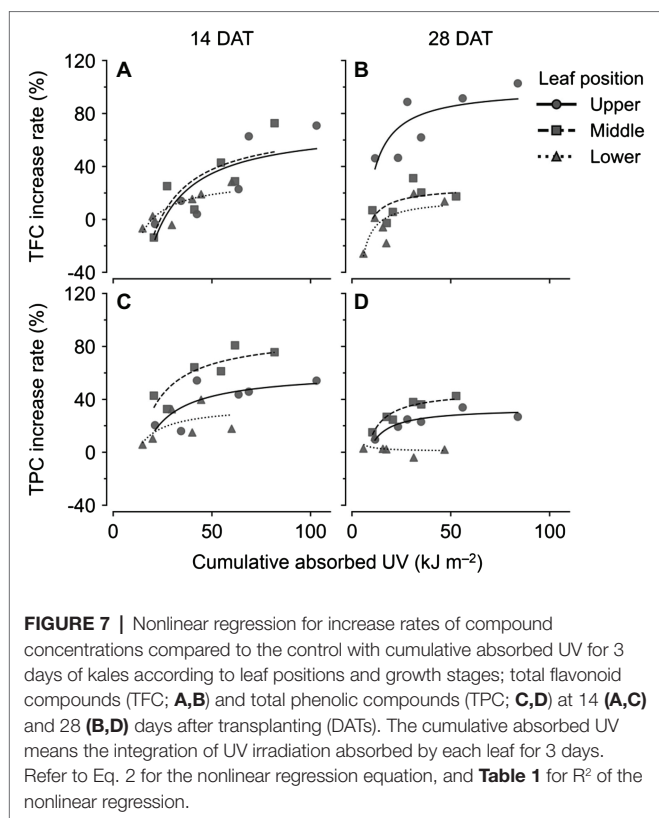 14 DAT
28 DAT
TFC increase rate (%)
120
80
40
0
-40
A
B
Leaf position
Upper
Middle
Lower
TPC increase rate (%)
120
80
40
0
-40
C
D
0
50
100
0
50
100
Cumulative absorbed UV (kJ m⁻²)
FIGURE 7 | Nonlinear regression for increase rates of compound
concentrations compared to the control with cumulative absorbed UV for 3
days of kales according to leaf positions and growth stages; total flavonoid
compounds (TFC; A,B) and total phenolic compounds (TPC; C,D) at 14 (A,C)
and 28 (B,D) days after transplanting (DATs). The cumulative absorbed UV
means the integration of UV irradiation absorbed by each leaf for 3 days.
Refer to Eq. 2 for the nonlinear regression equation, and Table 1 for R² of the
nonlinear regression.